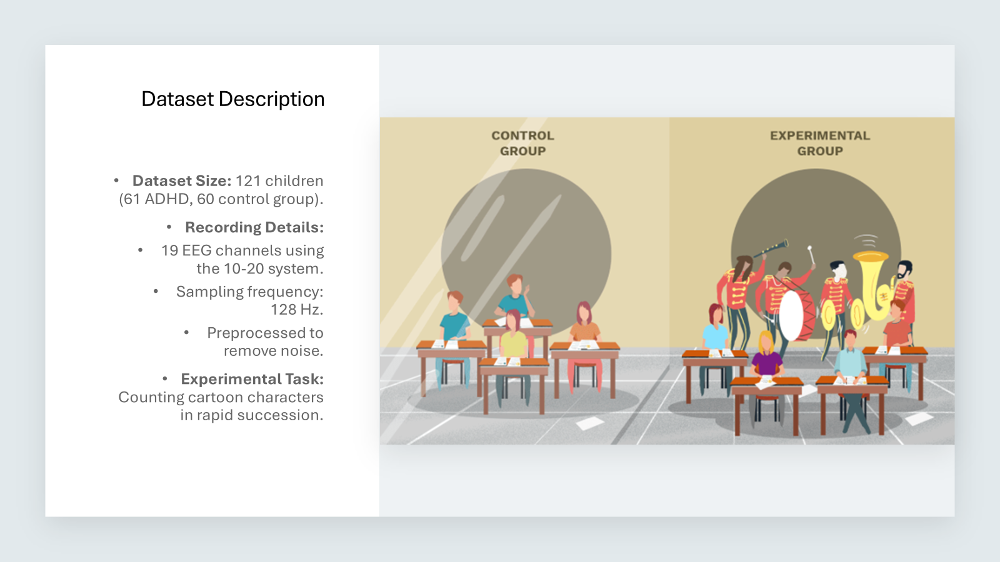 Dataset Description
• Dataset Size: 121 children
(61 ADHD, 60 control group).
• Recording Details:
• 19 EEG channels using
the 10-20 system.
• Sampling frequency:
128 Hz.
• Preprocessed to
remove noise.
• Experimental Task:
Counting cartoon characters
in rapid succession.
CONTROL
GROUP
EXPERIMENTAL
GROUP